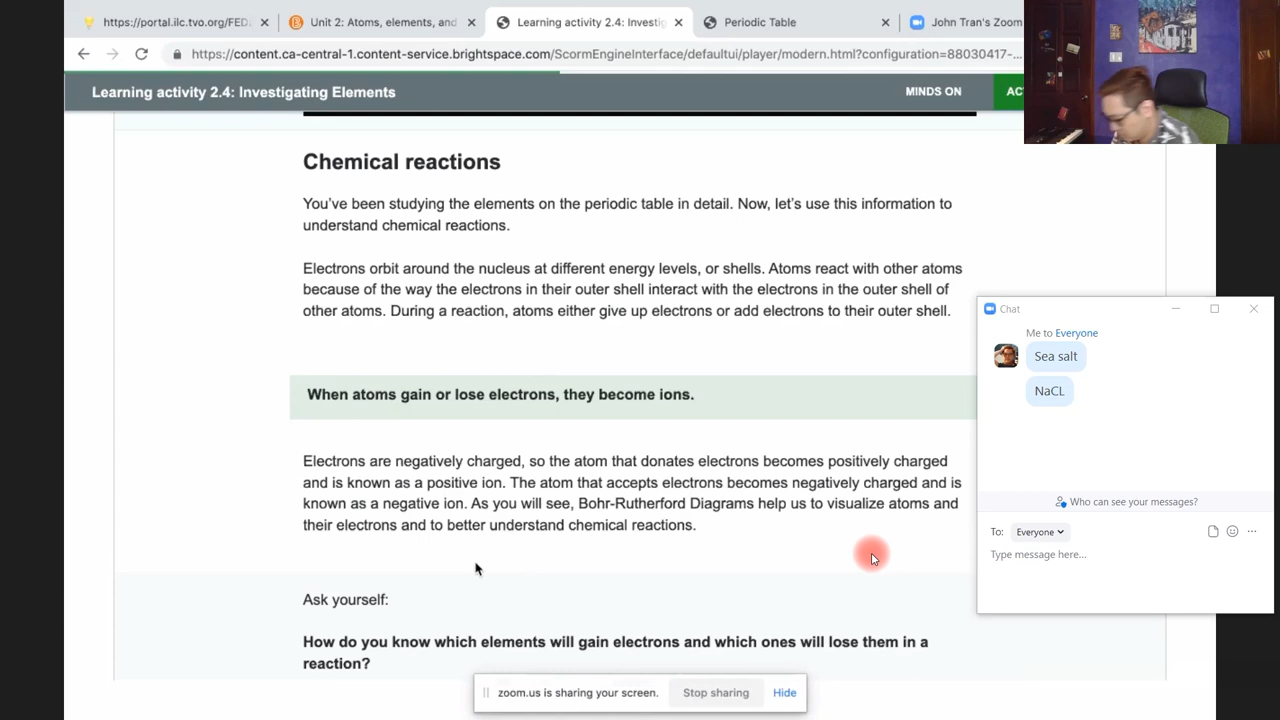 https://portal.ilc.tvo.org/FED
Unit 2: Atoms, elements, and
Learning activity 2.4: Investig
Periodic Table
John Tran's Zoom
https://content.ca-central-1.content-service.brightspace.com/ScormEngineInterface/defaultui/player/modern.html?configuration=88030417-...
Learning activity 2.4: Investigating Elements
MINDS ON
AC
Chemical reactions
You've been studying the elements on the periodic table in detail. Now, let's use this information to
understand chemical reactions.
Electrons orbit around the nucleus at different energy levels, or shells. Atoms react with other atoms
because of the way the electrons in their outer shell interact with the electrons in the outer shell of
other atoms. During a reaction, atoms either give up electrons or add electrons to their outer shell.
When atoms gain or lose electrons, they become ions.
Electrons are negatively charged, so the atom that donates electrons becomes positively charged
and is known as a positive ion. The atom that accepts electrons becomes negatively charged and is
known as a negative ion. As you will see, Bohr-Rutherford Diagrams help us to visualize atoms and
their electrons and to better understand chemical reactions.
Ask yourself:
How do you know which elements will gain electrons and which ones will lose them in a
reaction?
Chat
Me to Everyone
Sea salt
NaCL
Who can see your messages?
To: Everyone
Type message here...
zoom.us is sharing your screen.
Stop sharing
Hide